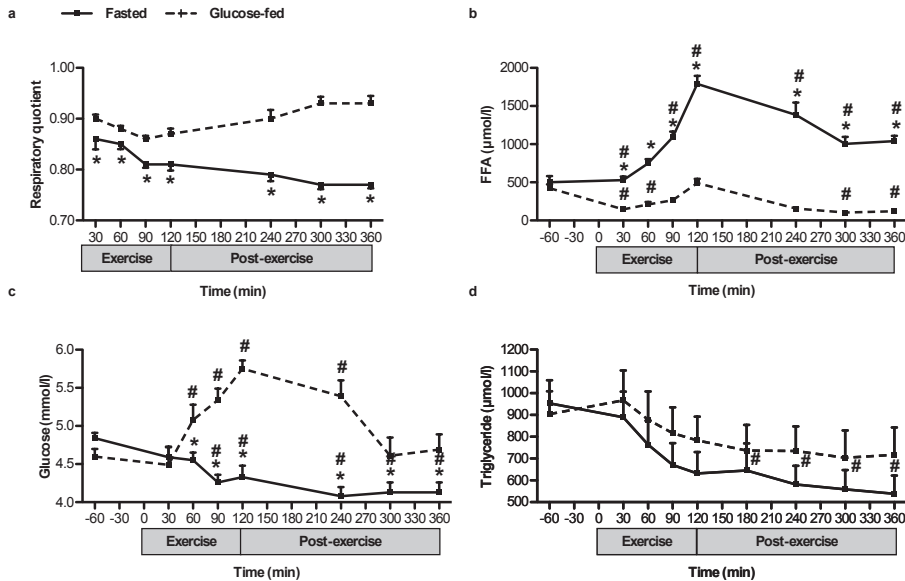 Fasted Glucose-fed
a
1.00
0.90
0.80
0.70
Respiratory quotient
* * * * * * *
30 60 90 120 150 180 210 240 270 300 330 360
Exercise Post-exercise
Time (min)
b
2000
1500
1000
500
0
FFA (µmol/l)
# # # # # #
* * * * * * *
# # # #
-60 -30 0 30 60 90 120 150 180 210 240 270 300 330 360
Exercise Post-exercise
Time (min)
c
6.0
5.5
5.0
4.5
4.0
Glucose (mmol/l)
# # # #
* # # # # #
* * * * *
-60 -30 0 30 60 90 120 150 180 210 240 270 300 330 360
Exercise Post-exercise
Time (min)
d
1200
1100
1000
900
800
700
600
500
Triglyceride (µmol/l)
# # # #
-60 -30 0 30 60 90 120 150 180 210 240 270 300 330 360
Exercise Post-exercise
Time (min)